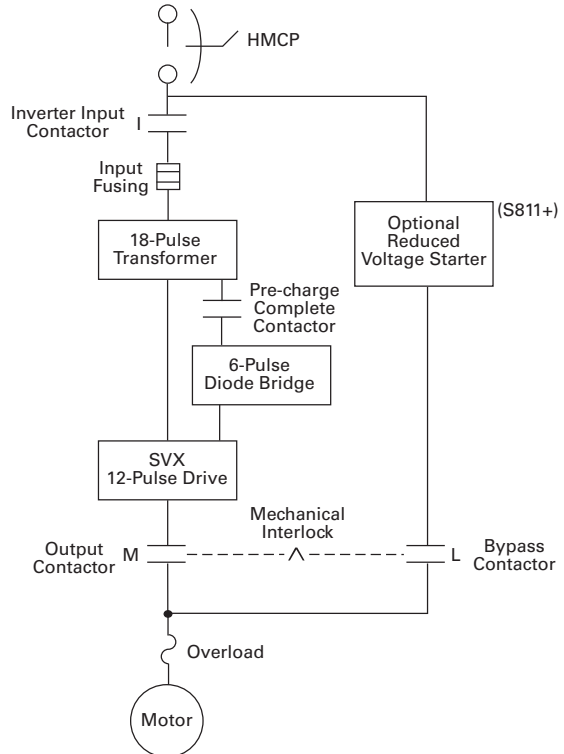 HMCP
Inverter Input
Contactor
I
Input
Fusing
(S811+)
Optional
Reduced
Voltage Starter
18-Pulse
Transformer
Pre-charge
Complete
Contactor
6-Pulse
Diode Bridge
SVX
12-Pulse Drive
Mechanical
Interlock
Output
Contactor
M
L
Bypass
Contactor
Overload
Motor